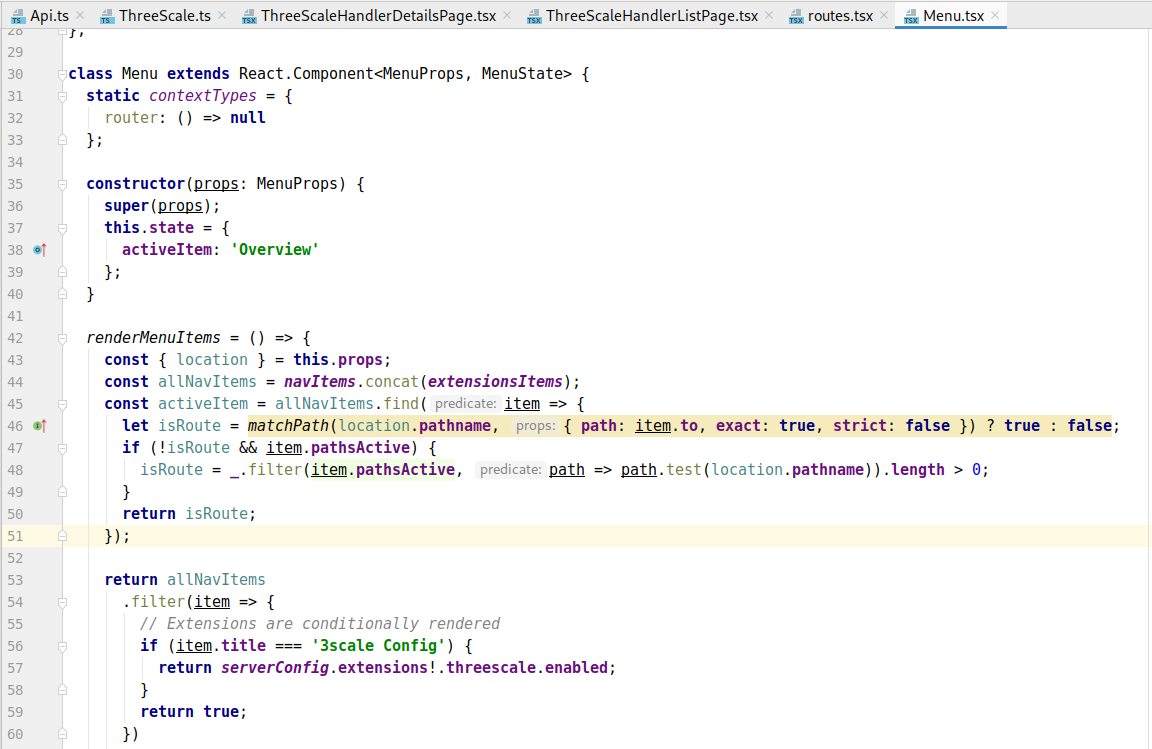 Api.ts ThreeScale.ts ThreeScaleHandlerDetailsPage.tsx ThreeScaleHandlerListPage.tsx routes.tsx Menu.tsx
28 };
29
30 class Menu extends React.Component<MenuProps, MenuState> {
31 static contextTypes = {
32 router: () => null
33 };
34
35 constructor(props: MenuProps) {
36 super(props);
37 this.state = {
38 activeItem: 'Overview'
39 };
40 }
41
42 renderMenuItems = () => {
43 const { location } = this.props;
44 const allNavItems = navItems.concat(extensionsItems);
45 const activeItem = allNavItems.find( predicate: item => {
46 let isRoute = matchPath(location.pathname, props: { path: item.to, exact: true, strict: false }) ? true : false;
47 if (!isRoute && item.pathsActive) {
48 isRoute = _.filter(item.pathsActive, predicate: path => path.test(location.pathname)).length > 0;
49 }
50 return isRoute;
51 });
52
53 return allNavItems
54 .filter(item => {
55 // Extensions are conditionally rendered
56 if (item.title === '3scale Config') {
57 return serverConfig.extensions!.threescale.enabled;
58 }
59 return true;
60 })